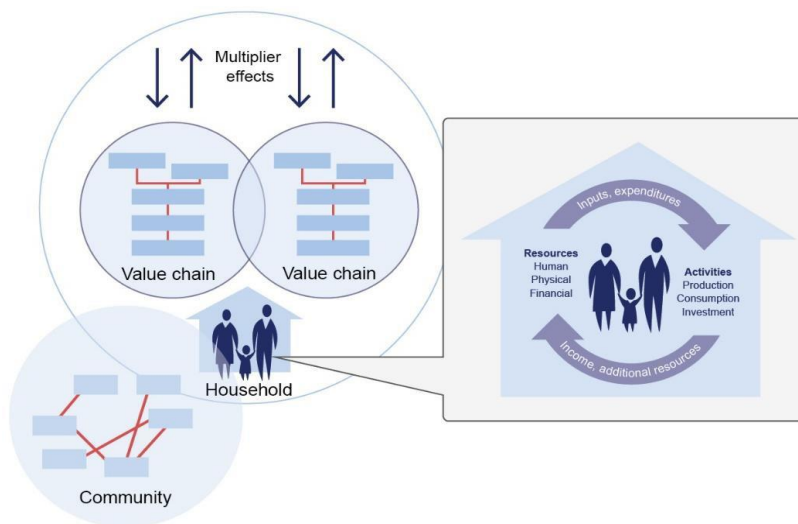 Multiplier
effects
Value chain
Value chain
Household
Community
Inputs, expenditures
Resources
Human
Physical
Financial
Activities
Production
Consumption
Investment
Income, additional resources